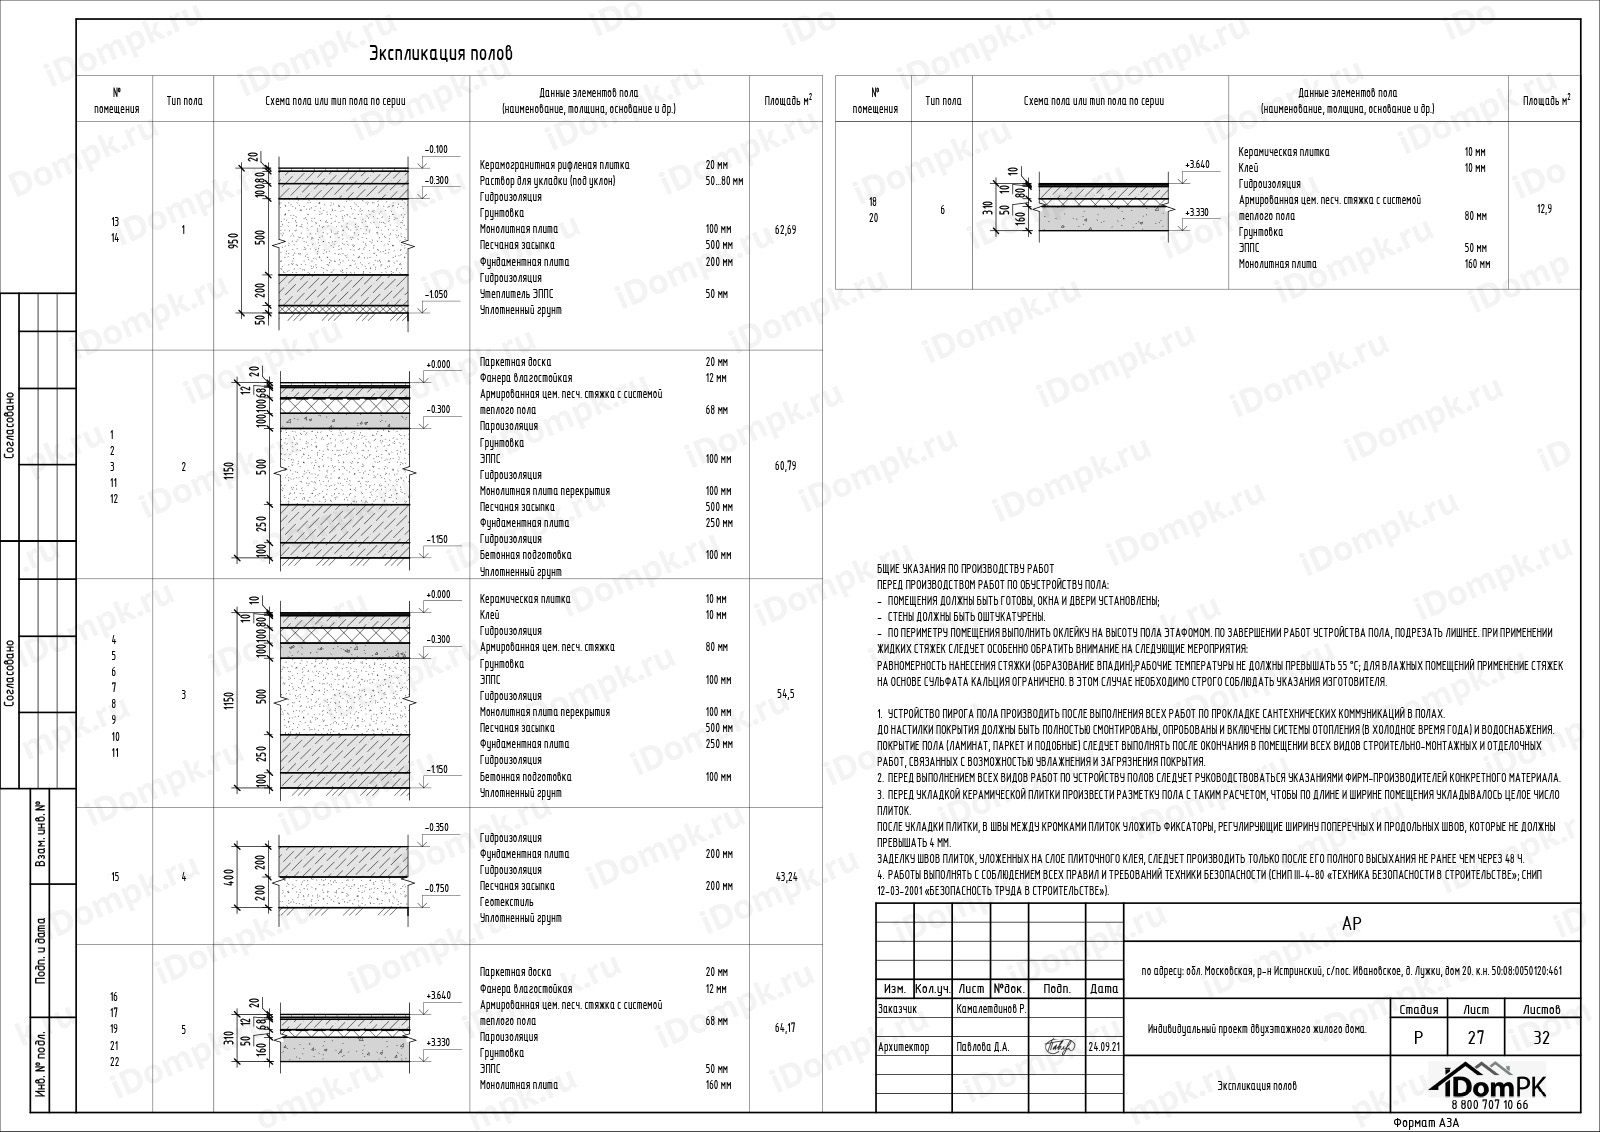 Экспликация полов
№ помещения
Тип пола
Схема пола или тип пола по серии
Данные элементов пола
(наименование, толщина, основание и др.)
Площадь м2
13
14
1
20
100 80
500
950
200
50
-0.100
-0.300
-1.050
Керамогранитная рифленая плитка 20 мм
Раствор для укладки (под уклон) 50...80 мм
Гидроизоляция
Грунтовка
Монолитная плита 100 мм
Песчаная засыпка 500 мм
Фундаментная плита 200 мм
Гидроизоляция
Утеплитель ЭППС 50 мм
Уплотненный грунт
62,69
1
2
3
11
12
2
20
12
68
100
100
500
1150
250
100
+0.000
-0.300
-1.150
Паркетная доска 20 мм
Фанера влагостойкая 12 мм
Армированная цем. песч. стяжка с системой
теплого пола 68 мм
Пароизоляция
Грунтовка
ЭППС 100 мм
Гидроизоляция
Монолитная плита перекрытия 100 мм
Песчаная засыпка 500 мм
Фундаментная плита 250 мм
Гидроизоляция
Бетонная подготовка 100 мм
Уплотненный грунт
60,79
4
5
6
7
8
9
10
11
3
10
10
80
100
100
500
1150
250
100
+0.000
-0.300
-1.150
Керамическая плитка 10 мм
Клей 10 мм
Гидроизоляция
Армированная цем. песч. стяжка 80 мм
Грунтовка
ЭППС 100 мм
Гидроизоляция
Монолитная плита перекрытия 100 мм
Песчаная засыпка 500 мм
Фундаментная плита 250 мм
Гидроизоляция
Бетонная подготовка 100 мм
Уплотненный грунт
54,5
15
4
400
200
200
-0.350
-0.750
Гидроизоляция
Фундаментная плита 200 мм
Гидроизоляция
Песчаная засыпка 200 мм
Геотекстиль
Уплотненный грунт
43,24
16
17
19
21
22
5
20
12
68
50
160
310
+3.640
+3.330
Паркетная доска 20 мм
Фанера влагостойкая 12 мм
Армированная цем. песч. стяжка с системой
теплого пола 68 мм
Пароизоляция
Грунтовка
ЭППС 50 мм
Монолитная плита 160 мм
64,17
№ помещения
Тип пола
Схема пола или тип пола по серии
Данные элементов пола
(наименование, толщина, основание и др.)
Площадь м2
18
20
6
10
10
80
50
160
310
+3.640
+3.330
Керамическая плитка 10 мм
Клей 10 мм
Гидроизоляция
Армированная цем. песч. стяжка с системой
теплого пола 80 мм
Грунтовка
ЭППС 50 мм
Монолитная плита 160 мм
12,9
БЩИЕ УКАЗАНИЯ ПО ПРОИЗВОДСТВУ РАБОТ
ПЕРЕД ПРОИЗВОДСТВОМ РАБОТ ПО ОБУСТРОЙСТВУ ПОЛА:
- ПОМЕЩЕНИЯ ДОЛЖНЫ БЫТЬ ГОТОВЫ, ОКНА И ДВЕРИ УСТАНОВЛЕНЫ;
- СТЕНЫ ДОЛЖНЫ БЫТЬ ОШТУКАТУРЕНЫ.
- ПО ПЕРИМЕТРУ ПОМЕЩЕНИЯ ВЫПОЛНИТЬ ОКЛЕЙКУ НА ВЫСОТУ ПОЛА ЭТАФОМОМ. ПО ЗАВЕРШЕНИИ РАБОТ УСТРОЙСТВА ПОЛА, ПОДРЕЗАТЬ ЛИШНЕЕ. ПРИ ПРИМЕНЕНИИ
ЖИДКИХ СТЯЖЕК СЛЕДУЕТ ОСОБЕННО ОБРАТИТЬ ВНИМАНИЕ НА СЛЕДУЮЩИЕ МЕРОПРИЯТИЯ:
РАВНОМЕРНОСТЬ НАНЕСЕНИЯ СТЯЖКИ (ОБРАЗОВАНИЕ ВПАДИН);РАБОЧИЕ ТЕМПЕРАТУРЫ НЕ ДОЛЖНЫ ПРЕВЫШАТЬ 55 °С; ДЛЯ ВЛАЖНЫХ ПОМЕЩЕНИЙ ПРИМЕНЕНИЕ СТЯЖЕК
НА ОСНОВЕ СУЛЬФАТА КАЛЬЦИЯ ОГРАНИЧЕНО. В ЭТОМ СЛУЧАЕ НЕОБХОДИМО СТРОГО СОБЛЮДАТЬ УКАЗАНИЯ ИЗГОТОВИТЕЛЯ.
1. УСТРОЙСТВО ПИРОГА ПОЛА ПРОИЗВОДИТЬ ПОСЛЕ ВЫПОЛНЕНИЯ ВСЕХ РАБОТ ПО ПРОКЛАДКЕ САНТЕХНИЧЕСКИХ КОММУНИКАЦИЙ В ПОЛАХ.
ДО НАСТИЛКИ ПОКРЫТИЯ ДОЛЖНЫ БЫТЬ ПОЛНОСТЬЮ СМОНТИРОВАНЫ, ОПРОБОВАНЫ И ВКЛЮЧЕНЫ СИСТЕМЫ ОТОПЛЕНИЯ (В ХОЛОДНОЕ ВРЕМЯ ГОДА) И ВОДОСНАБЖЕНИЯ.
ПОКРЫТИЕ ПОЛА (ЛАМИНАТ, ПАРКЕТ И ПОДОБНЫЕ) СЛЕДУЕТ ВЫПОЛНЯТЬ ПОСЛЕ ОКОНЧАНИЯ В ПОМЕЩЕНИИ ВСЕХ ВИДОВ СТРОИТЕЛЬНО-МОНТАЖНЫХ И ОТДЕЛОЧНЫХ
РАБОТ, СВЯЗАННЫХ С ВОЗМОЖНОСТЬЮ УВЛАЖНЕНИЯ И ЗАГРЯЗНЕНИЯ ПОКРЫТИЯ.
2. ПЕРЕД ВЫПОЛНЕНИЕМ ВСЕХ ВИДОВ РАБОТ ПО УСТРОЙСТВУ ПОЛОВ СЛЕДУЕТ РУКОВОДСТВОВАТЬСЯ УКАЗАНИЯМИ ФИРМ-ПРОИЗВОДИТЕЛЕЙ КОНКРЕТНОГО МАТЕРИАЛА.
3. ПЕРЕД УКЛАДКОЙ КЕРАМИЧЕСКОЙ ПЛИТКИ ПРОИЗВЕСТИ РАЗМЕТКУ ПОЛА С ТАКИМ РАСЧЕТОМ, ЧТОБЫ ПО ДЛИНЕ И ШИРИНЕ ПОМЕЩЕНИЯ УКЛАДЫВАЛОСЬ ЦЕЛОЕ ЧИСЛО
ПЛИТОК.
ПОСЛЕ УКЛАДКИ ПЛИТКИ, В ШВЫ МЕЖДУ КРОМКАМИ ПЛИТОК УЛОЖИТЬ ФИКСАТОРЫ, РЕГУЛИРУЮЩИЕ ШИРИНУ ПОПЕРЕЧНЫХ И ПРОДОЛЬНЫХ ШВОВ, КОТОРЫЕ НЕ ДОЛЖНЫ
ПРЕВЫШАТЬ 4 ММ.
ЗАДЕЛКУ ШВОВ ПЛИТОК, УЛОЖЕННЫХ НА СЛОЕ ПЛИТОЧНОГО КЛЕЯ, СЛЕДУЕТ ПРОИЗВОДИТЬ ТОЛЬКО ПОСЛЕ ЕГО ПОЛНОГО ВЫСЫХАНИЯ НЕ РАНЕЕ ЧЕМ ЧЕРЕЗ 48 Ч.
4. РАБОТЫ ВЫПОЛНЯТЬ С СОБЛЮДЕНИЕМ ВСЕХ ПРАВИЛ И ТРЕБОВАНИЙ ТЕХНИКИ БЕЗОПАСНОСТИ (СНИП III-4-80 «ТЕХНИКА БЕЗОПАСНОСТИ В СТРОИТЕЛЬСТВЕ»; СНИП
12-03-2001 «БЕЗОПАСНОСТЬ ТРУДА В СТРОИТЕЛЬСТВЕ»).
Согласовано
Согласовано
Взам. инв. №
Подп. и дата
Инв. № подл.
Изм. Кол.уч. Лист №док. Подп. Дата
Заказчик Камалетдинов Р.
Архитектор Павлова Д.А. 24.09.21
АР
по адресу: обл. Московская, р-н Истринский, с/пос. Ивановское, д. Лужки, дом 20. к.н. 50:08:0050120:461
Индивидуальный проект двухэтажного жилого дома.
Стадия Лист Листов
Р 27 32
Экспликация полов
iDomPK
8 800 707 10 66
Формат А3А
iDompk.ru